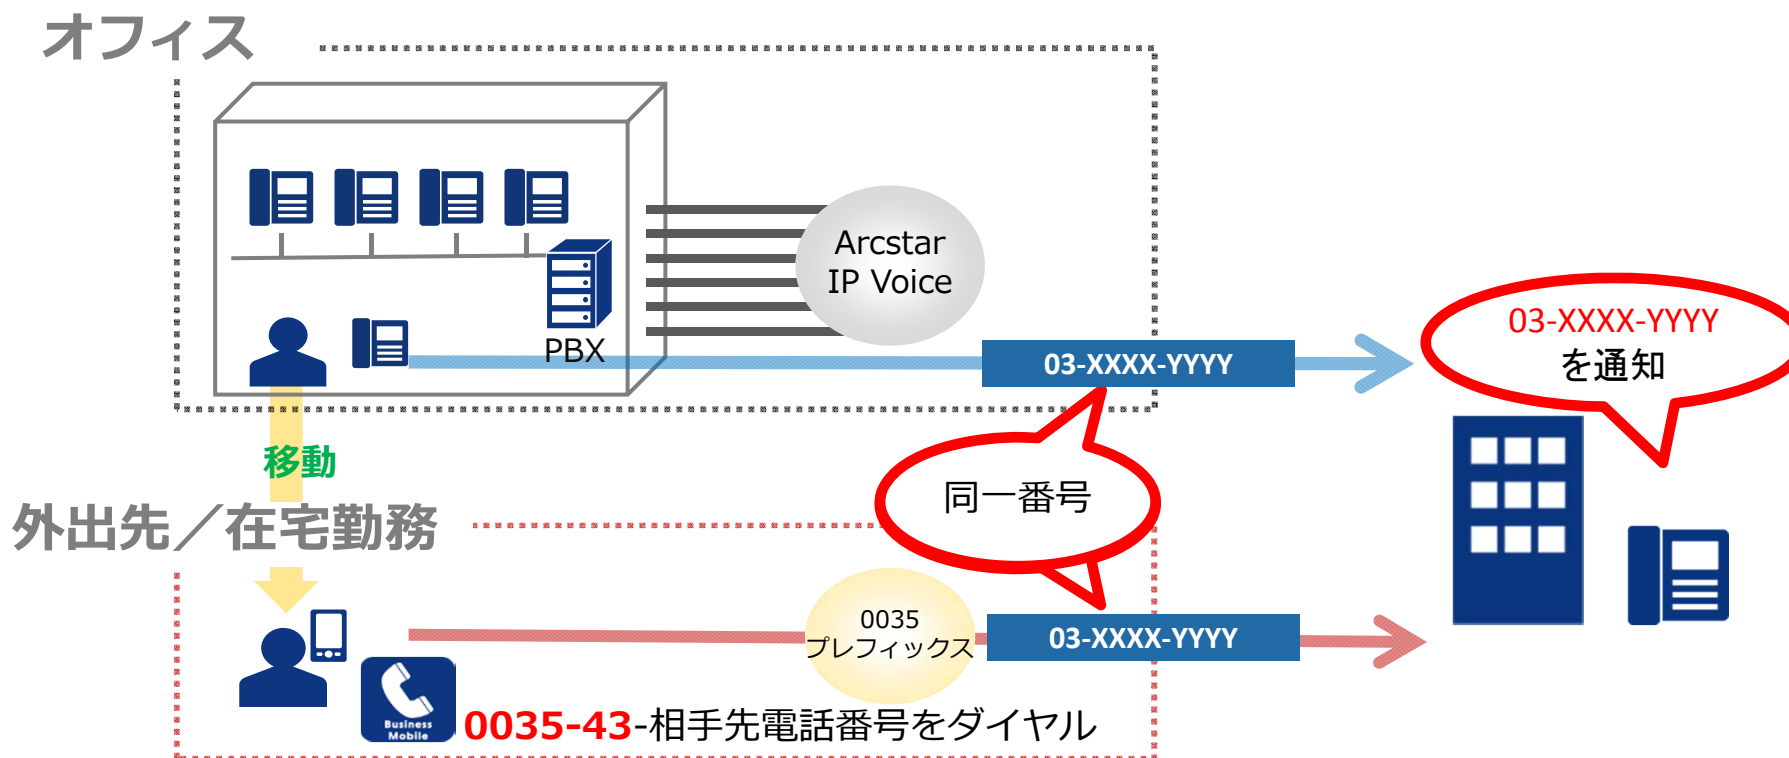 オフィス
Arcstar
IP Voice
PBX
03-XXXX-YYYY
03-XXXX-YYYY
を通知
移動
同一番号
外出先／在宅勤務
0035
プレフィックス
03-XXXX-YYYY
Business
Mobile
0035-43-相手先電話番号をダイヤル